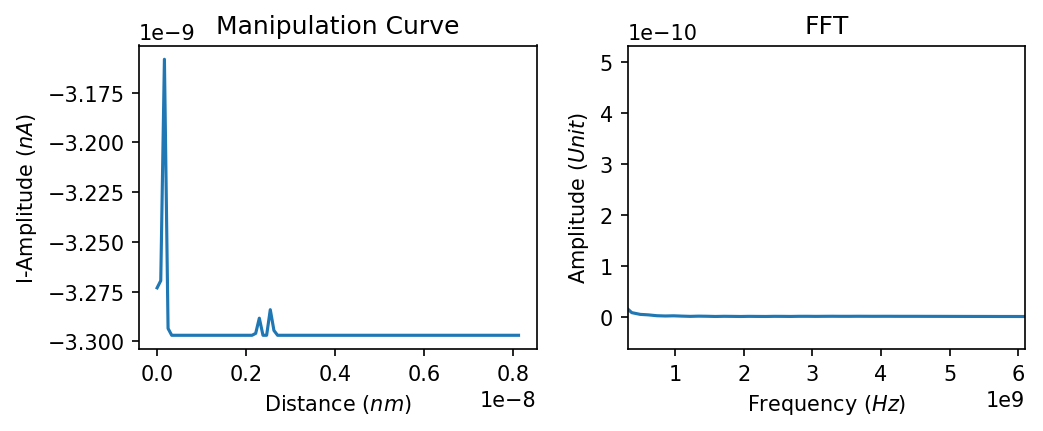 Manipulation Curve
1e−9
I-Amplitude (nA)
−3.175
−3.200
−3.225
−3.250
−3.275
−3.300
0.0 0.2 0.4 0.6 0.8
1e−8
Distance (nm)
FFT
1e−10
Amplitude (Unit)
5
4
3
2
1
0
1 2 3 4 5 6
1e9
Frequency (Hz)